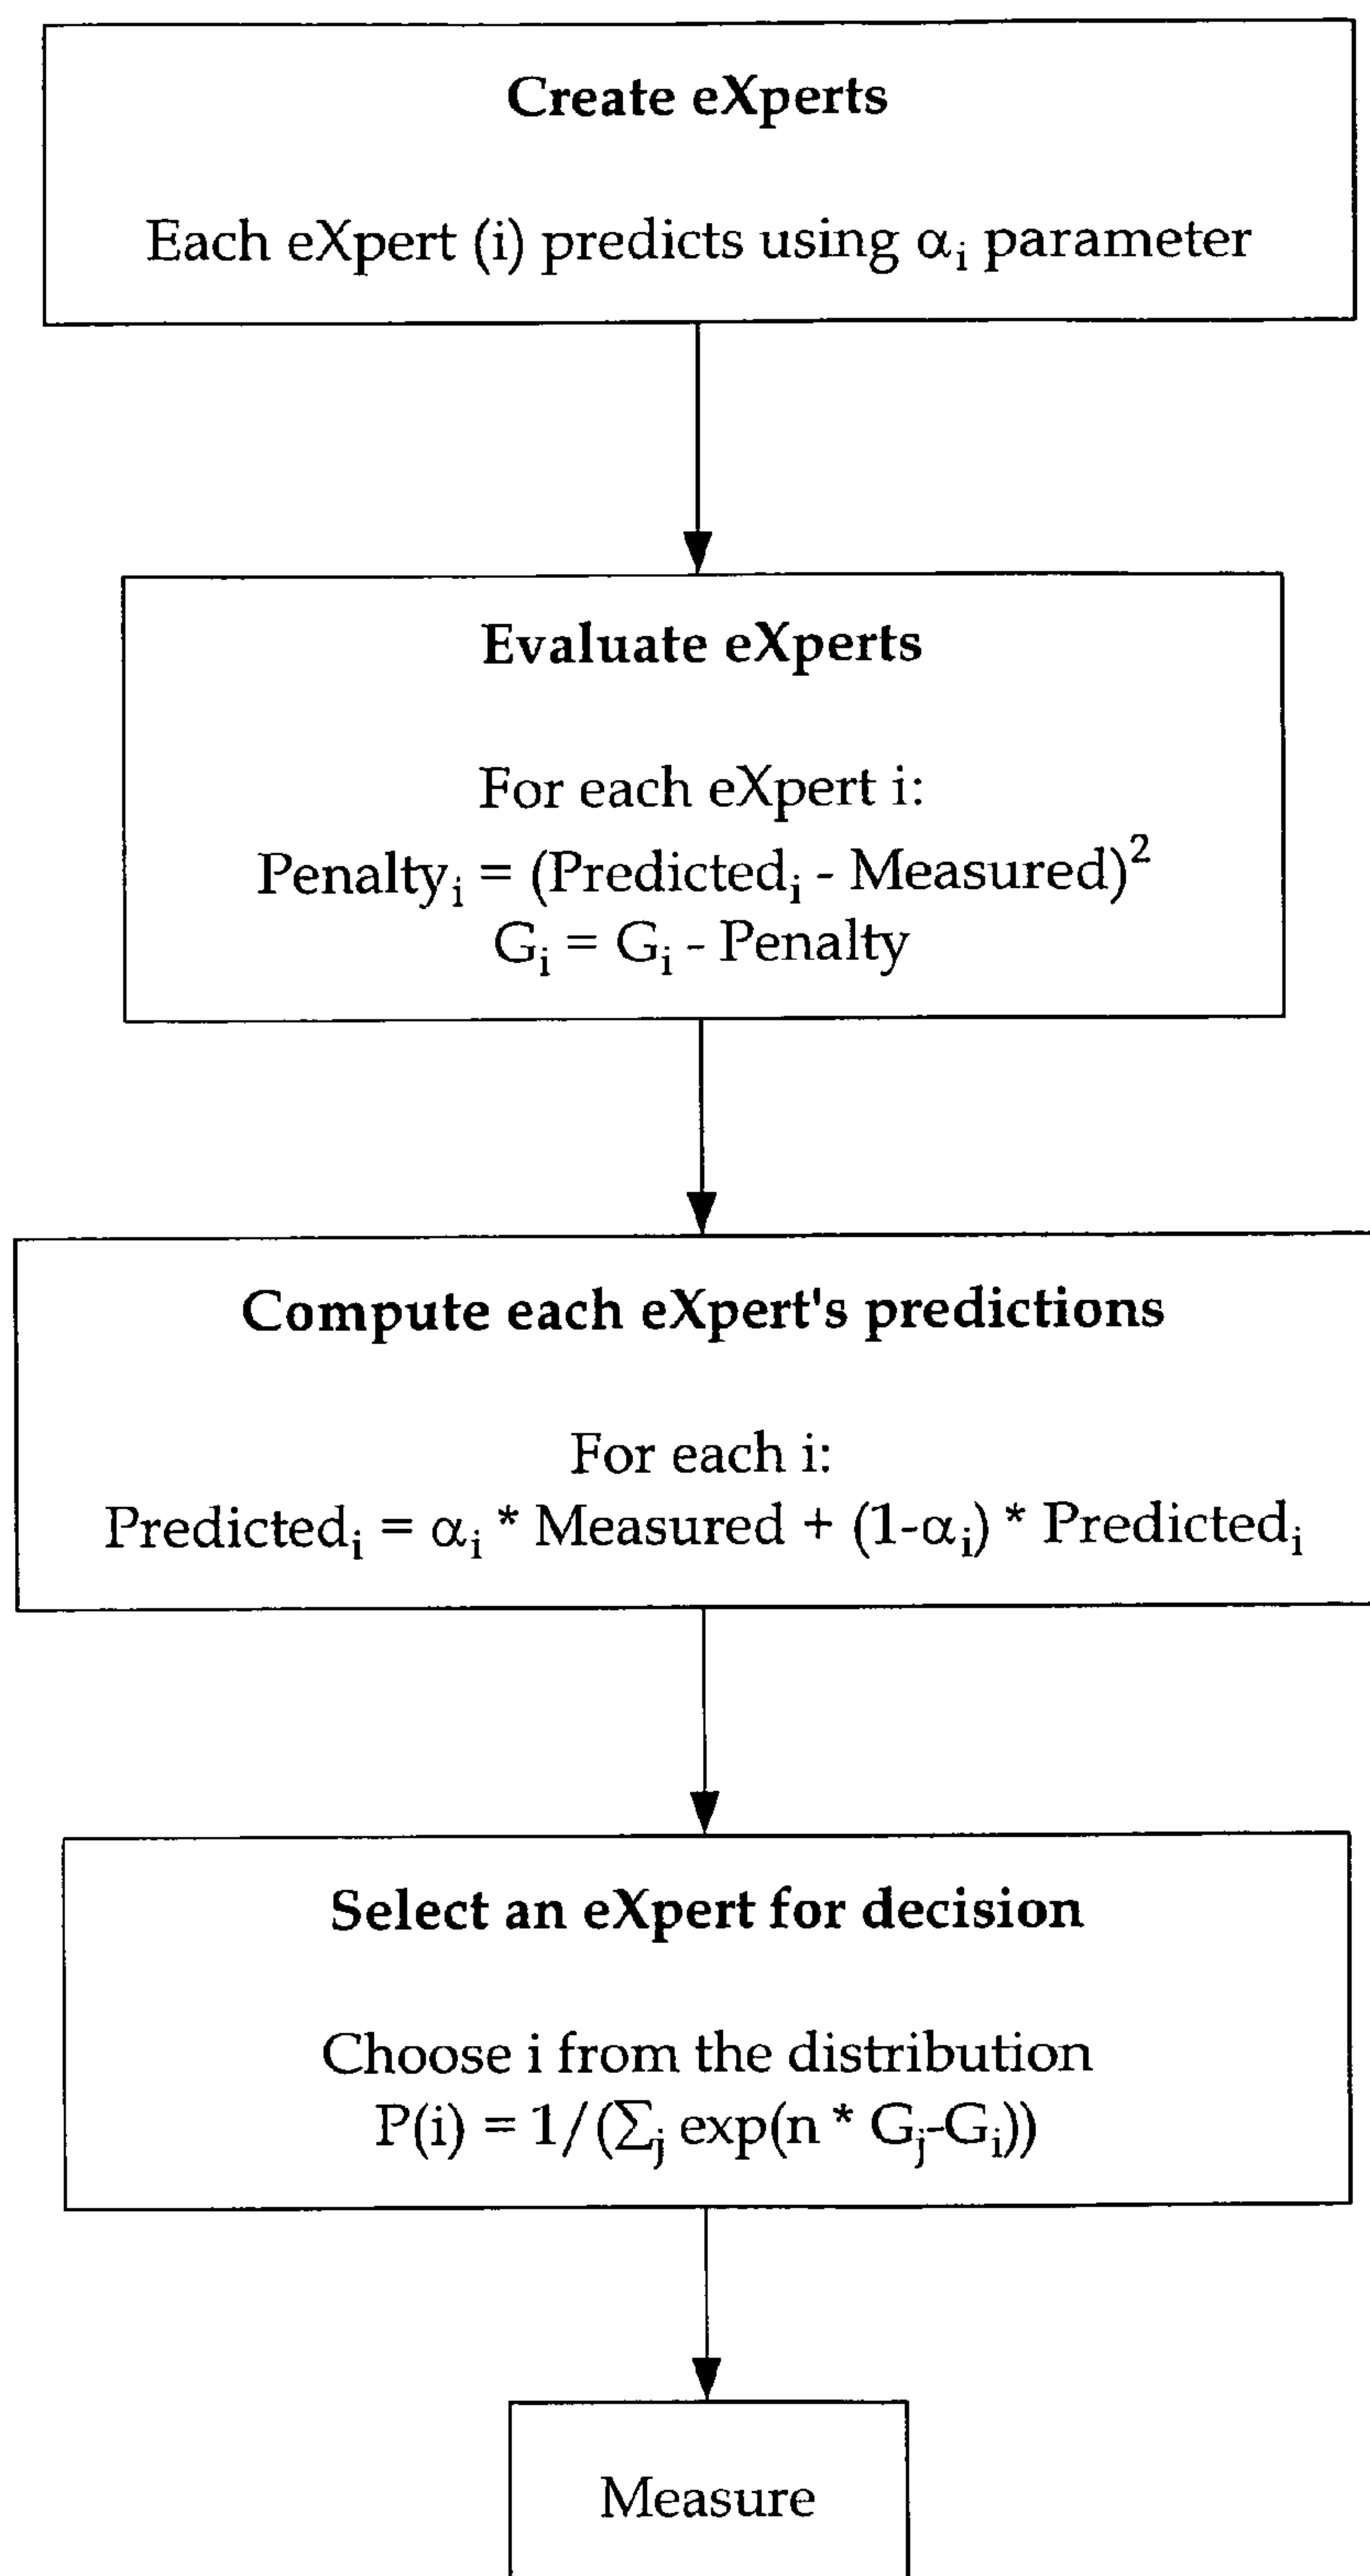 Create eXperts
Each eXpert (i) predicts using αᵢ parameter
Evaluate eXperts
For each eXpert i:
Penaltyᵢ = (Predictedᵢ - Measured)²
Gᵢ = Gᵢ - Penalty
Compute each eXpert's predictions
For each i:
Predictedᵢ = αᵢ * Measured + (1-αᵢ) * Predictedᵢ
Select an eXpert for decision
Choose i from the distribution
P(i) = 1/(∑ⱼ exp(n * Gⱼ-Gᵢ))
Measure